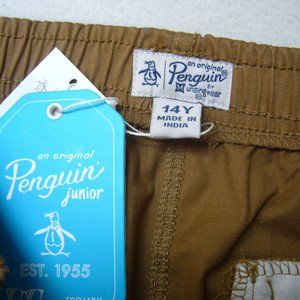 an original
Penguin®
BY
Munsingwear®
14Y
MADE IN
INDIA
an original
Penguin®
junior
EST. 1955